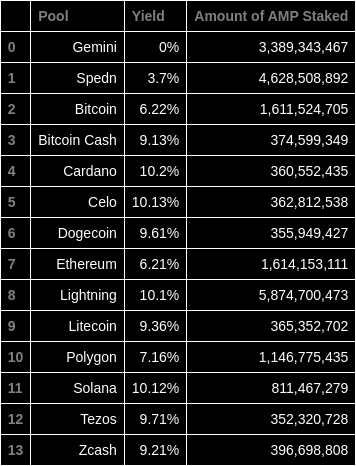 Pool Yield Amount of AMP Staked
0 Gemini 0% 3,389,343,467
1 Spedn 3.7% 4,628,508,892
2 Bitcoin 6.22% 1,611,524,705
3 Bitcoin Cash 9.13% 374,599,349
4 Cardano 10.2% 360,552,435
5 Celo 10.13% 362,812,538
6 Dogecoin 9.61% 355,949,427
7 Ethereum 6.21% 1,614,153,111
8 Lightning 10.1% 5,874,700,473
9 Litecoin 9.36% 365,352,702
10 Polygon 7.16% 1,146,775,435
11 Solana 10.12% 811,467,279
12 Tezos 9.71% 352,320,728
13 Zcash 9.21% 396,698,808